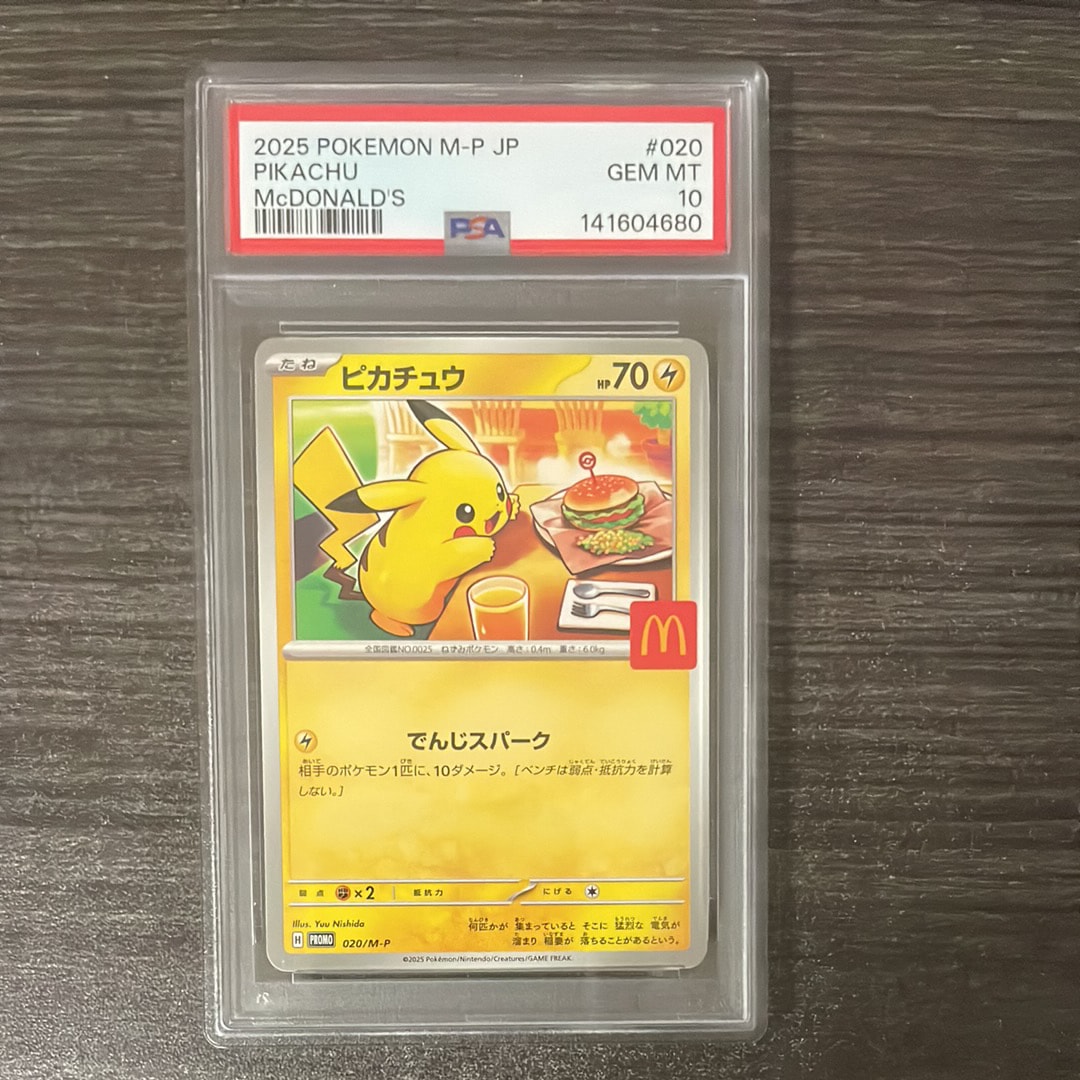 2025 POKEMON M-P JP #020
PIKACHU GEM MT
McDONALD'S 10
PSA 141604680
たね ピカチュウ HP 70
M
全国図鑑NO.0025 ねずみポケモン 高さ:0.4m 重さ:6.0kg
でんじスパーク
相手のポケモン1匹に、10ダメージ。[ベンチは弱点・抵抗力を計算
しない。]
弱点 ×2 抵抗力 にげる
Illus. Yuu Nishida
何匹かが 集まっていると そこに 猛烈な 電気が
溜まり 稲妻が 落ちることがあるという。
H PROMO 020/M-P
©2025 Pokémon/Nintendo/Creatures/GAME FREAK